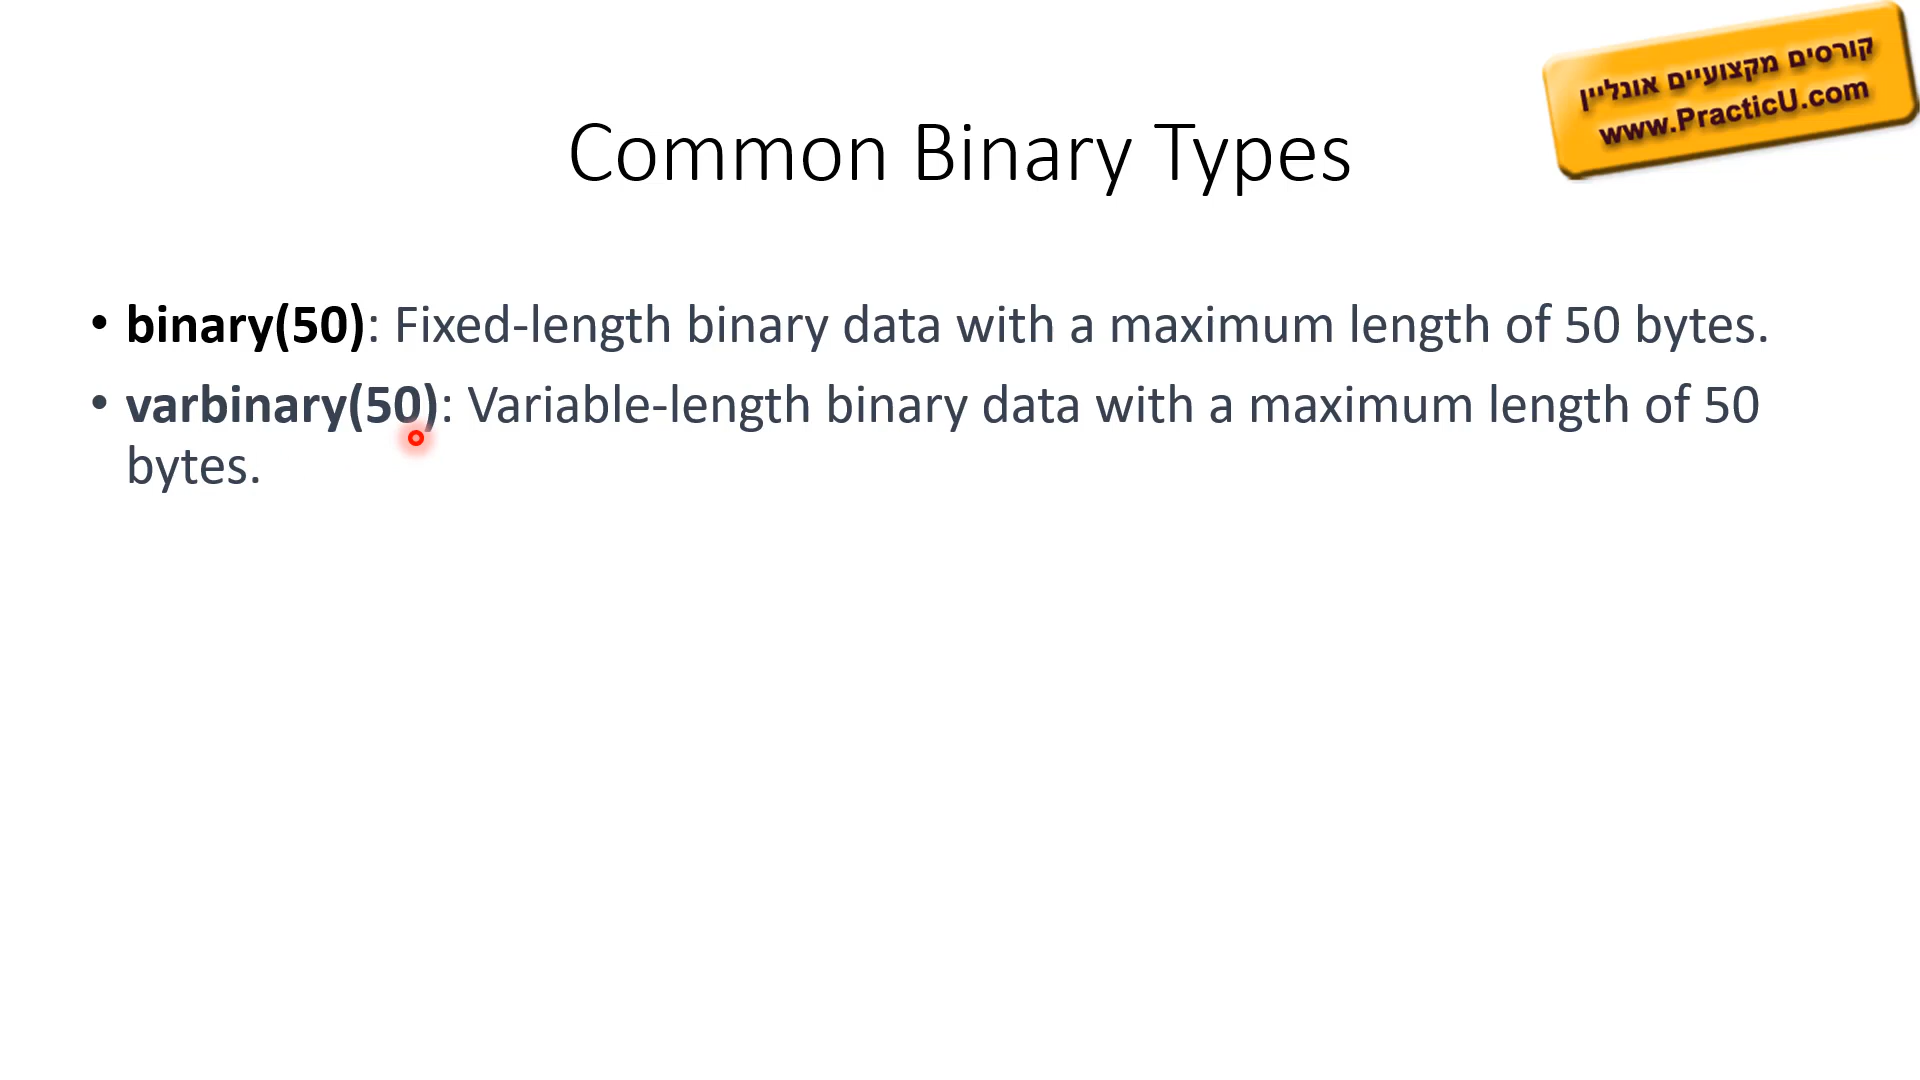 קורסים מקצועיים אונליין
www.PracticU.com
Common Binary Types
• binary(50): Fixed-length binary data with a maximum length of 50 bytes.
• varbinary(50): Variable-length binary data with a maximum length of 50
bytes.